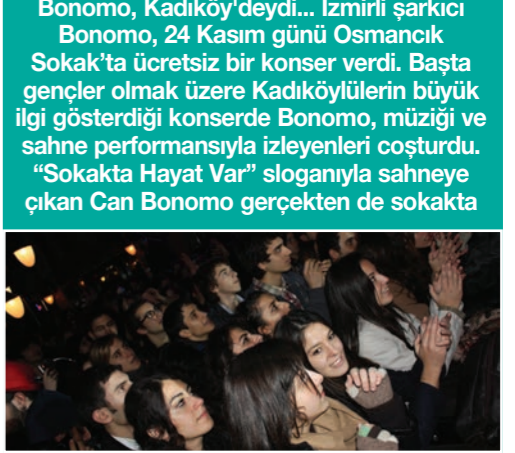 Bonomo, Kadıköy'deydi... İzmirli şarkıcı
Bonomo, 24 Kasım günü Osmancık
Sokak’ta ücretsiz bir konser verdi. Başta
gençler olmak üzere Kadıköylülerin büyük
ilgi gösterdiği konserde Bonomo, müziği ve
sahne performansıyla izleyenleri coşturdu.
“Sokakta Hayat Var” sloganıyla sahneye
çıkan Can Bonomo gerçekten de sokakta